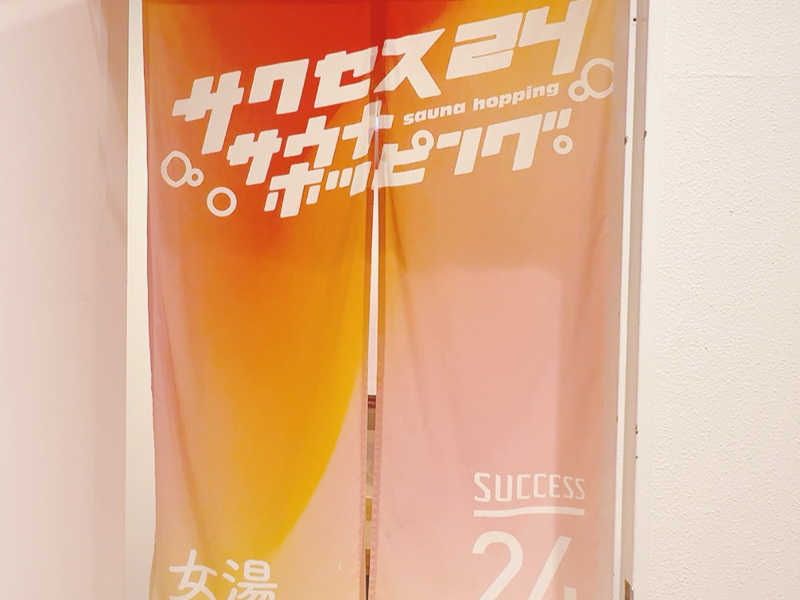 サクセス24
sauna hopping
サウナ
ホッピング
SUCCESS
24
女湯